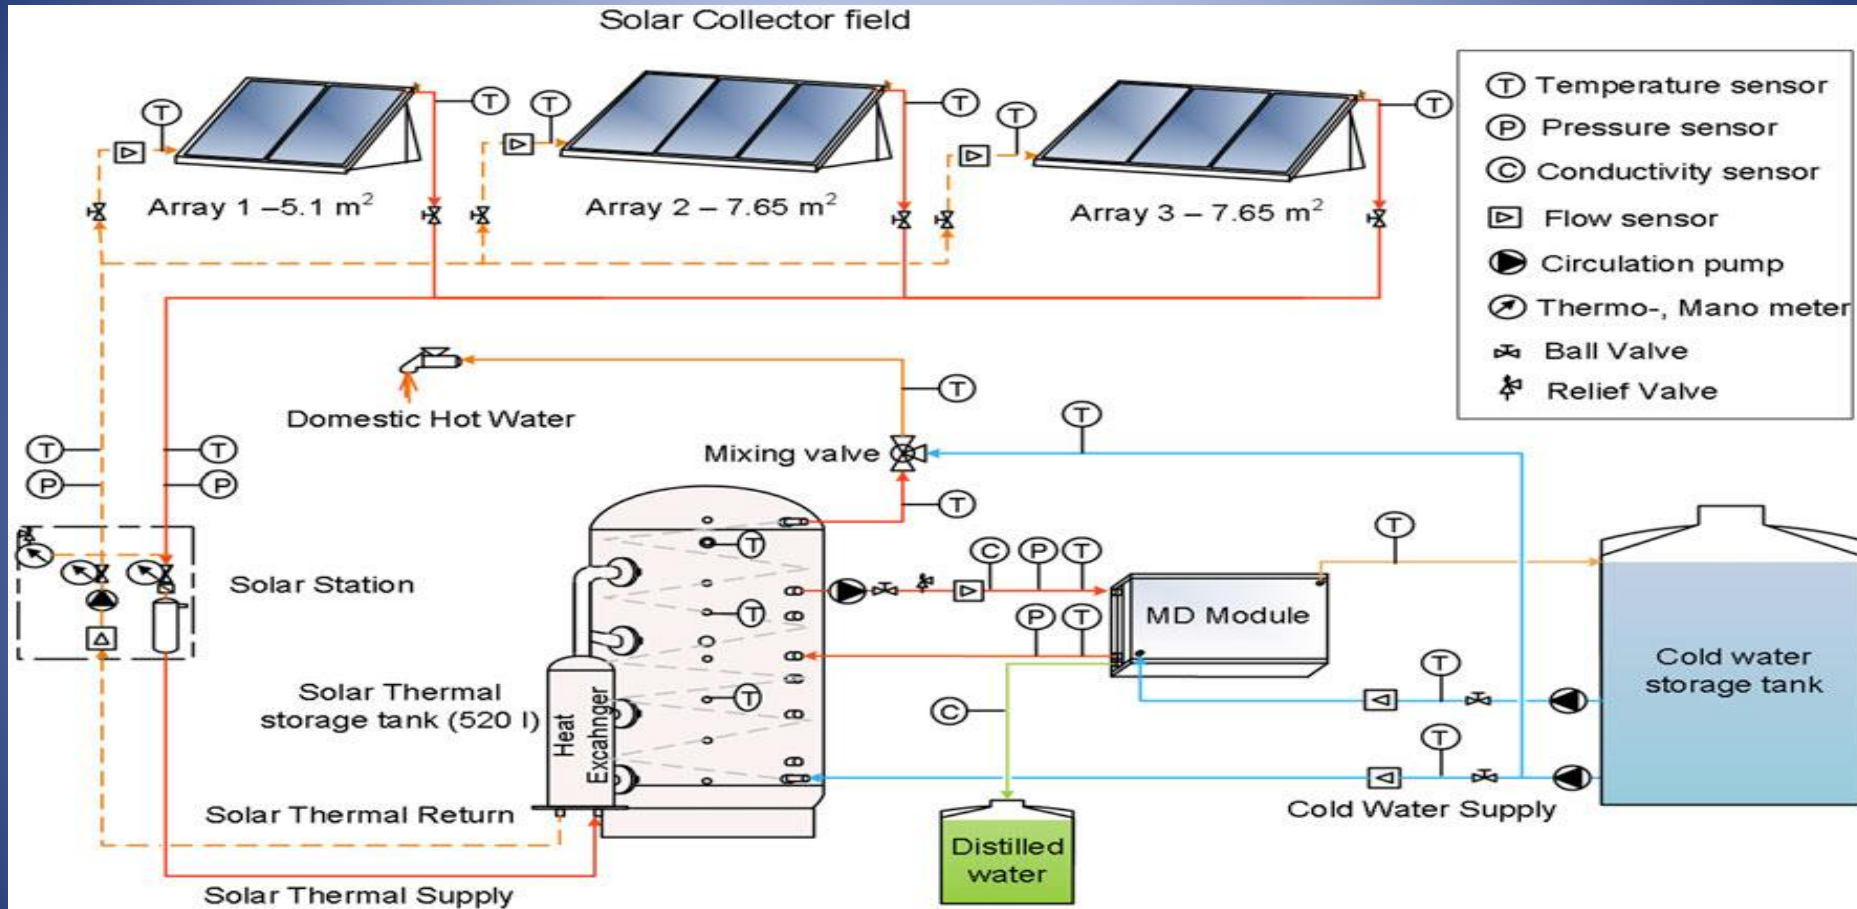 Solar Collector field
T
T
T
T
T
T
Array 1 –5.1 m²
Array 2 – 7.65 m²
Array 3 – 7.65 m²
T Temperature sensor
P Pressure sensor
C Conductivity sensor
Flow sensor
Circulation pump
Thermo-, Mano meter
Ball Valve
Relief Valve
T
Domestic Hot Water
T
T
T
Mixing valve
P
P
T
T
T
C P T
Solar Station
T
P T
MD Module
Cold water
storage tank
T
Solar Thermal
storage tank (520 l)
Heat
Excahnger
T
C
T
Solar Thermal Return
Cold Water Supply
Distilled
water
Solar Thermal Supply